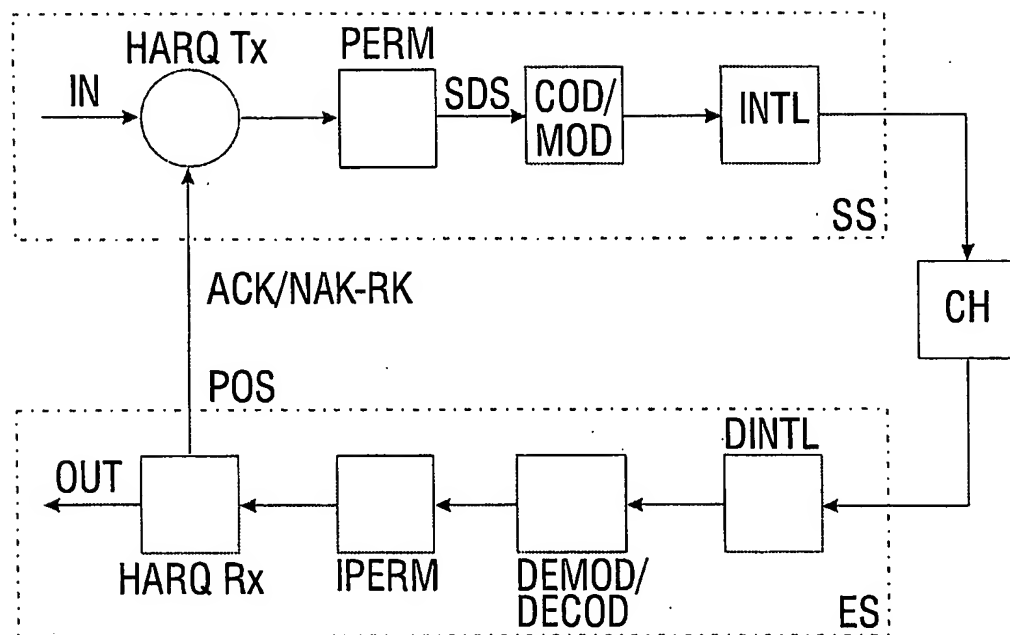 HARQ Tx
PERM
IN
SDS
COD/
MOD
INTL
SS
ACK/NAK-RK
CH
POS
DINTL
OUT
HARQ Rx
IPERM
DEMOD/
DECOD
ES